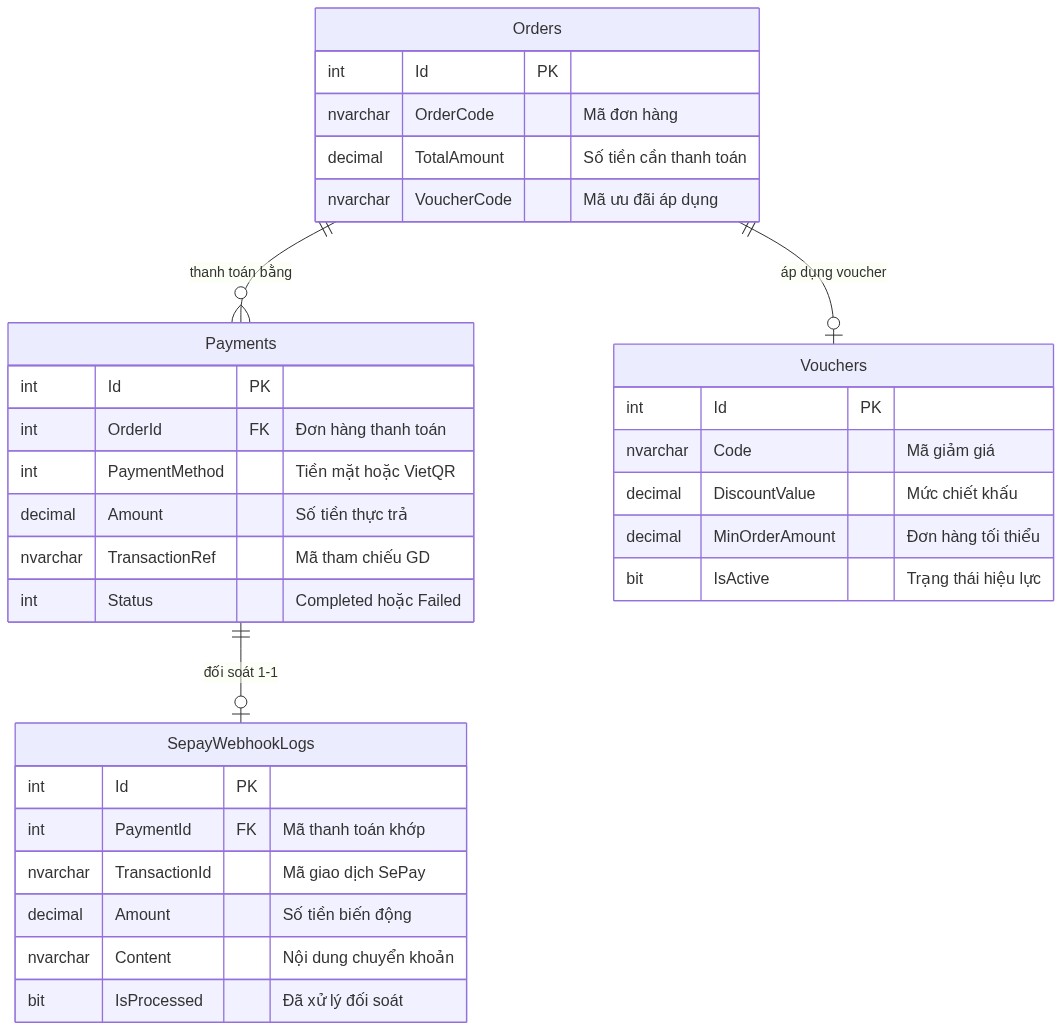 Orders
int Id PK
nvarchar OrderCode Mã đơn hàng
decimal TotalAmount Số tiền cần thanh toán
nvarchar VoucherCode Mã ưu đãi áp dụng
thanh toán bằng
áp dụng voucher
Payments
int Id PK
int OrderId FK Đơn hàng thanh toán
int PaymentMethod Tiền mặt hoặc VietQR
decimal Amount Số tiền thực trả
nvarchar TransactionRef Mã tham chiếu GD
int Status Completed hoặc Failed
Vouchers
int Id PK
nvarchar Code Mã giảm giá
decimal DiscountValue Mức chiết khấu
decimal MinOrderAmount Đơn hàng tối thiểu
bit IsActive Trạng thái hiệu lực
đối soát 1-1
SepayWebhookLogs
int Id PK
int PaymentId FK Mã thanh toán khớp
nvarchar TransactionId Mã giao dịch SePay
decimal Amount Số tiền biến động
nvarchar Content Nội dung chuyển khoản
bit IsProcessed Đã xử lý đối soát